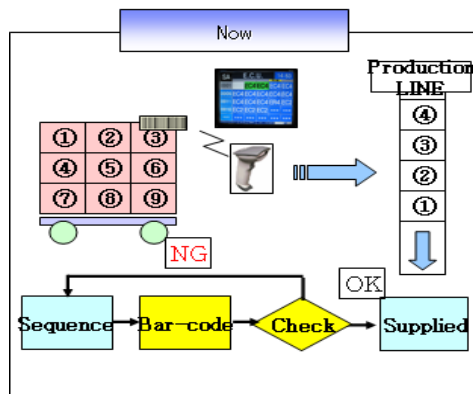 Now
Production
LINE
④
③
②
①
① ② ③
④ ⑤ ⑥
⑦ ⑧ ⑨
NG
OK
Sequence
Bar-code
Check
Supplied